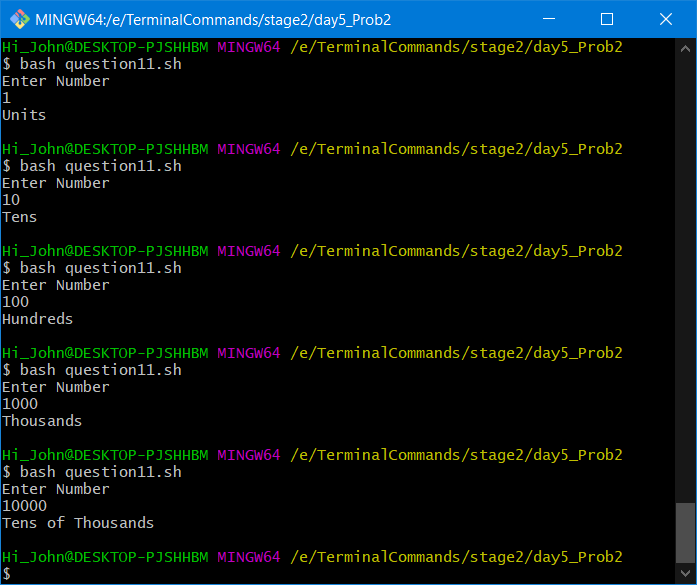 MINGW64:/e/TerminalCommands/stage2/day5_Prob2
Hi_John@DESKTOP-PJSHHBM MINGW64 /e/TerminalCommands/stage2/day5_Prob2
$ bash question11.sh
Enter Number
1
Units
Hi_John@DESKTOP-PJSHHBM MINGW64 /e/TerminalCommands/stage2/day5_Prob2
$ bash question11.sh
Enter Number
10
Tens
Hi_John@DESKTOP-PJSHHBM MINGW64 /e/TerminalCommands/stage2/day5_Prob2
$ bash question11.sh
Enter Number
100
Hundreds
Hi_John@DESKTOP-PJSHHBM MINGW64 /e/TerminalCommands/stage2/day5_Prob2
$ bash question11.sh
Enter Number
1000
Thousands
Hi_John@DESKTOP-PJSHHBM MINGW64 /e/TerminalCommands/stage2/day5_Prob2
$ bash question11.sh
Enter Number
10000
Tens of Thousands
Hi_John@DESKTOP-PJSHHBM MINGW64 /e/TerminalCommands/stage2/day5_Prob2
$